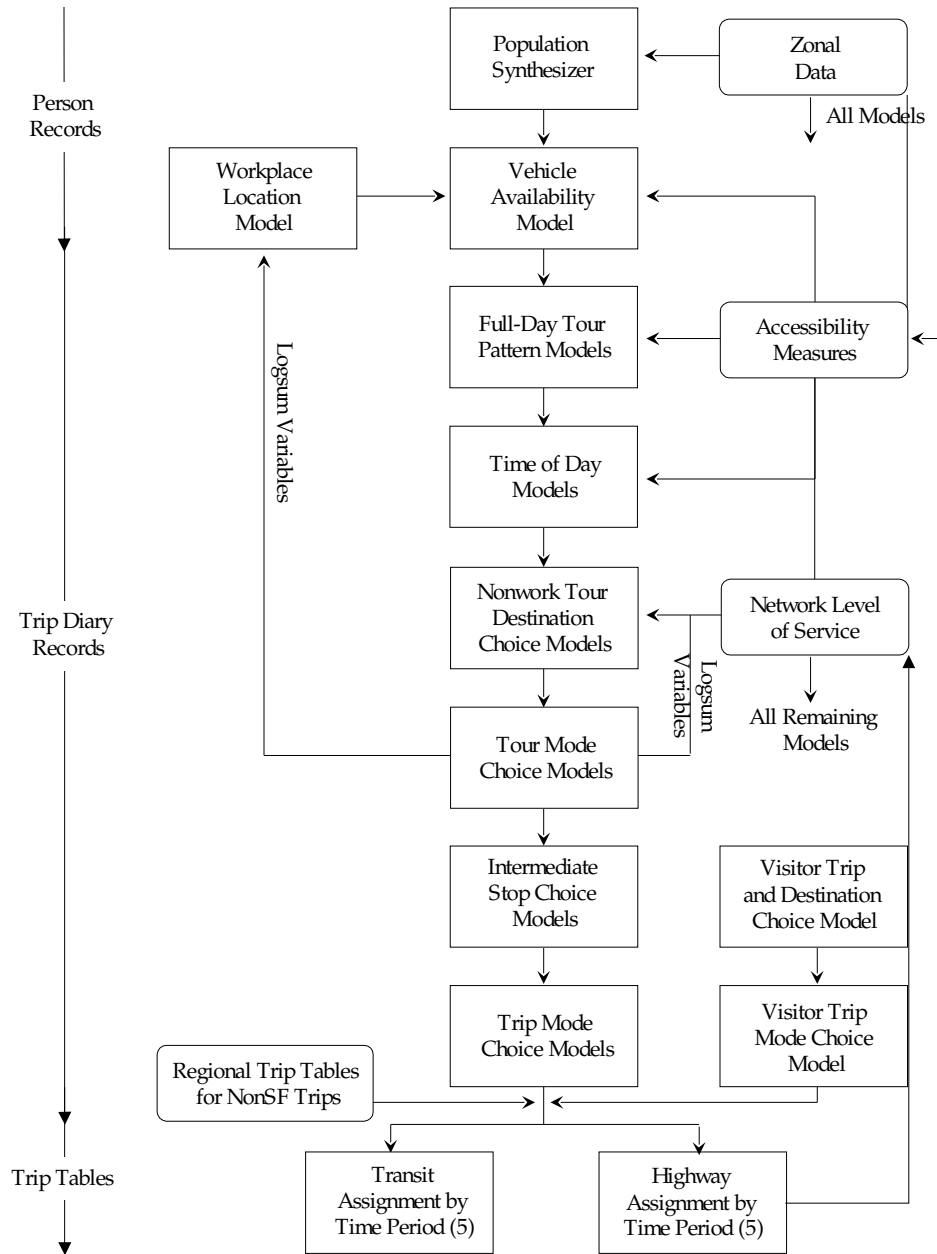 Population
Synthesizer
Zonal
Data
All Models
Person
Records
Workplace
Location
Model
Vehicle
Availability
Model
Full-Day Tour
Pattern Models
Accessibility
Measures
Logsum Variables
Time of Day
Models
Nonwork Tour
Destination
Choice Models
Network Level
of Service
Trip Diary
Records
Logsum
Variables
All Remaining
Models
Tour Mode
Choice Models
Intermediate
Stop Choice
Models
Visitor Trip
and Destination
Choice Model
Trip Mode
Choice Models
Visitor Trip
Mode Choice
Model
Regional Trip Tables
for NonSF Trips
Trip Tables
Transit
Assignment by
Time Period (5)
Highway
Assignment by
Time Period (5)